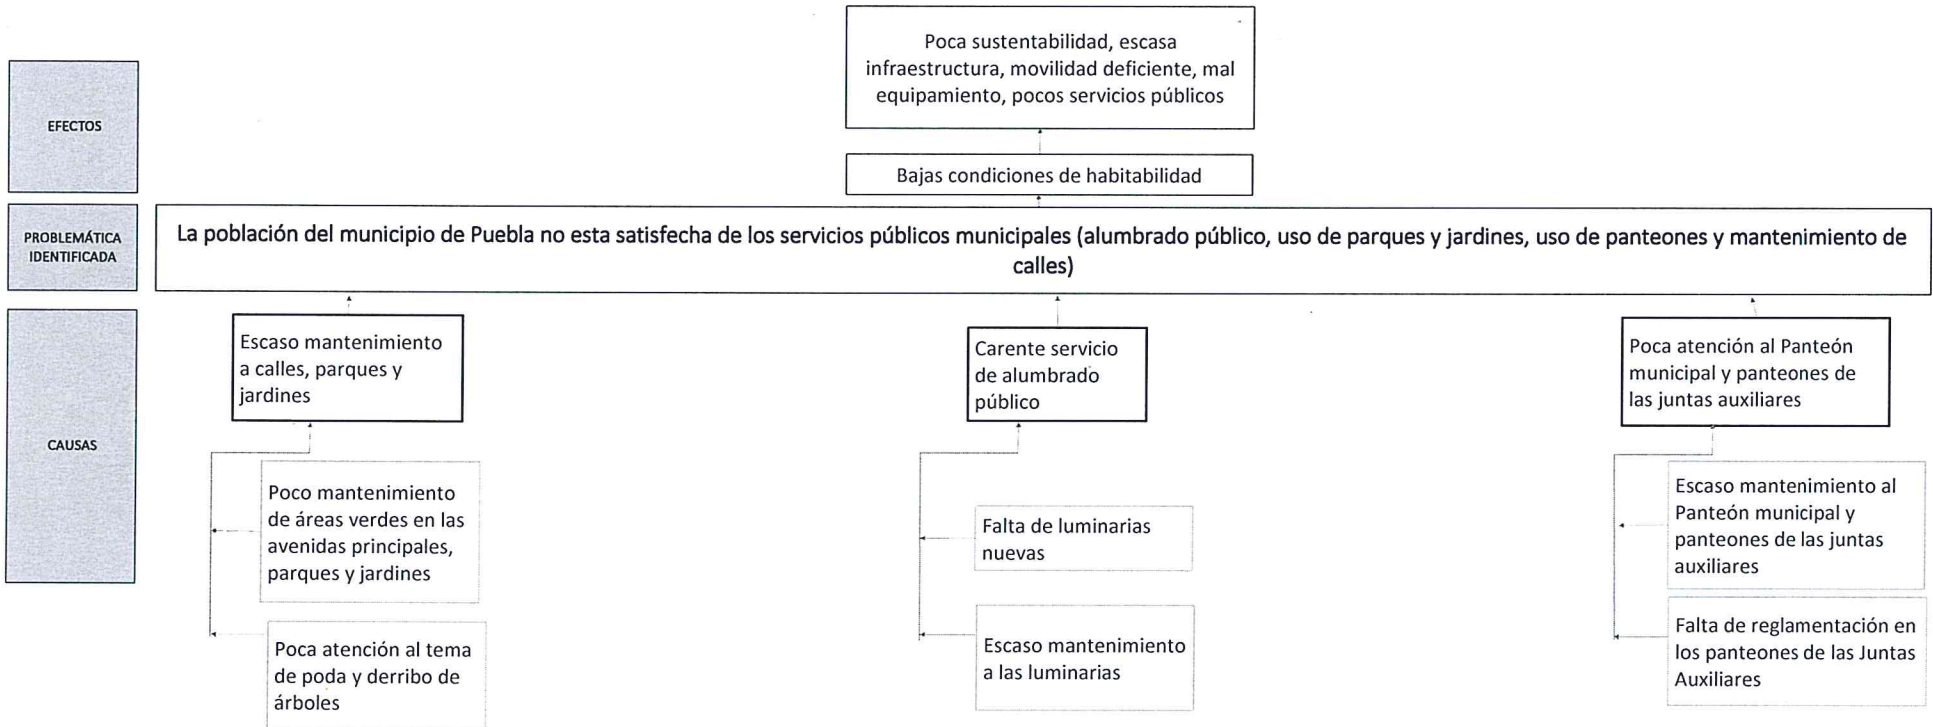 Poca sustentabilidad, escasa
infraestructura, movilidad deficiente, mal
equipamiento, pocos servicios públicos
EFECTOS
Bajas condiciones de habitabilidad
PROBLEMÁTICA
IDENTIFICADA
La población del municipio de Puebla no esta satisfecha de los servicios públicos municipales (alumbrado público, uso de parques y jardines, uso de panteones y mantenimiento de
calles)
CAUSAS
Escaso mantenimiento
a calles, parques y
jardines
Poco mantenimiento
de áreas verdes en las
avenidas principales,
parques y jardines
Poca atención al tema
de poda y derribo de
árboles
Carente servicio
de alumbrado
público
Falta de luminarias
nuevas
Escaso mantenimiento
a las luminarias
Poca atención al Panteón
municipal y panteones de
las juntas auxiliares
Escaso mantenimiento al
Panteón municipal y
panteones de las juntas
auxiliares
Falta de reglamentación en
los panteones de las Juntas
Auxiliares